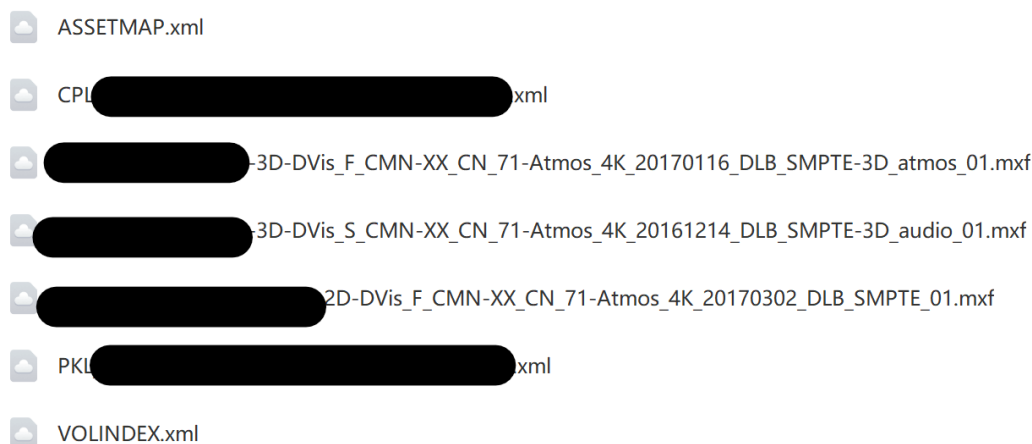 ASSETMAP.xml
CPL xml
-3D-DVis_F_CMN-XX_CN_71-Atmos_4K_20170116_DLB_SMPTE-3D_atmos_01.mxf
-3D-DVis_S_CMN-XX_CN_71-Atmos_4K_20161214_DLB_SMPTE-3D_audio_01.mxf
2D-DVis_F_CMN-XX_CN_71-Atmos_4K_20170302_DLB_SMPTE_01.mxf
PKL xml
VOLINDEX.xml